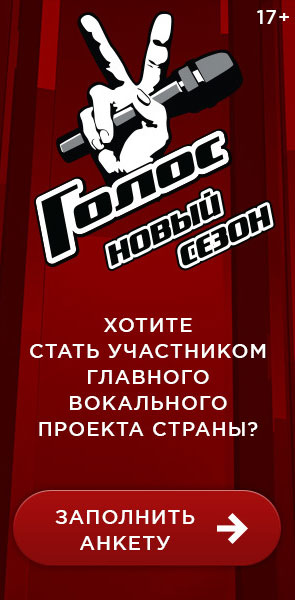 17+
Голос
НОВЫЙ
СЕЗОН
ХОТИТЕ
СТАТЬ УЧАСТНИКОМ
ГЛАВНОГО
ВОКАЛЬНОГО
ПРОЕКТА СТРАНЫ?
ЗАПОЛНИТЬ
АНКЕТУ